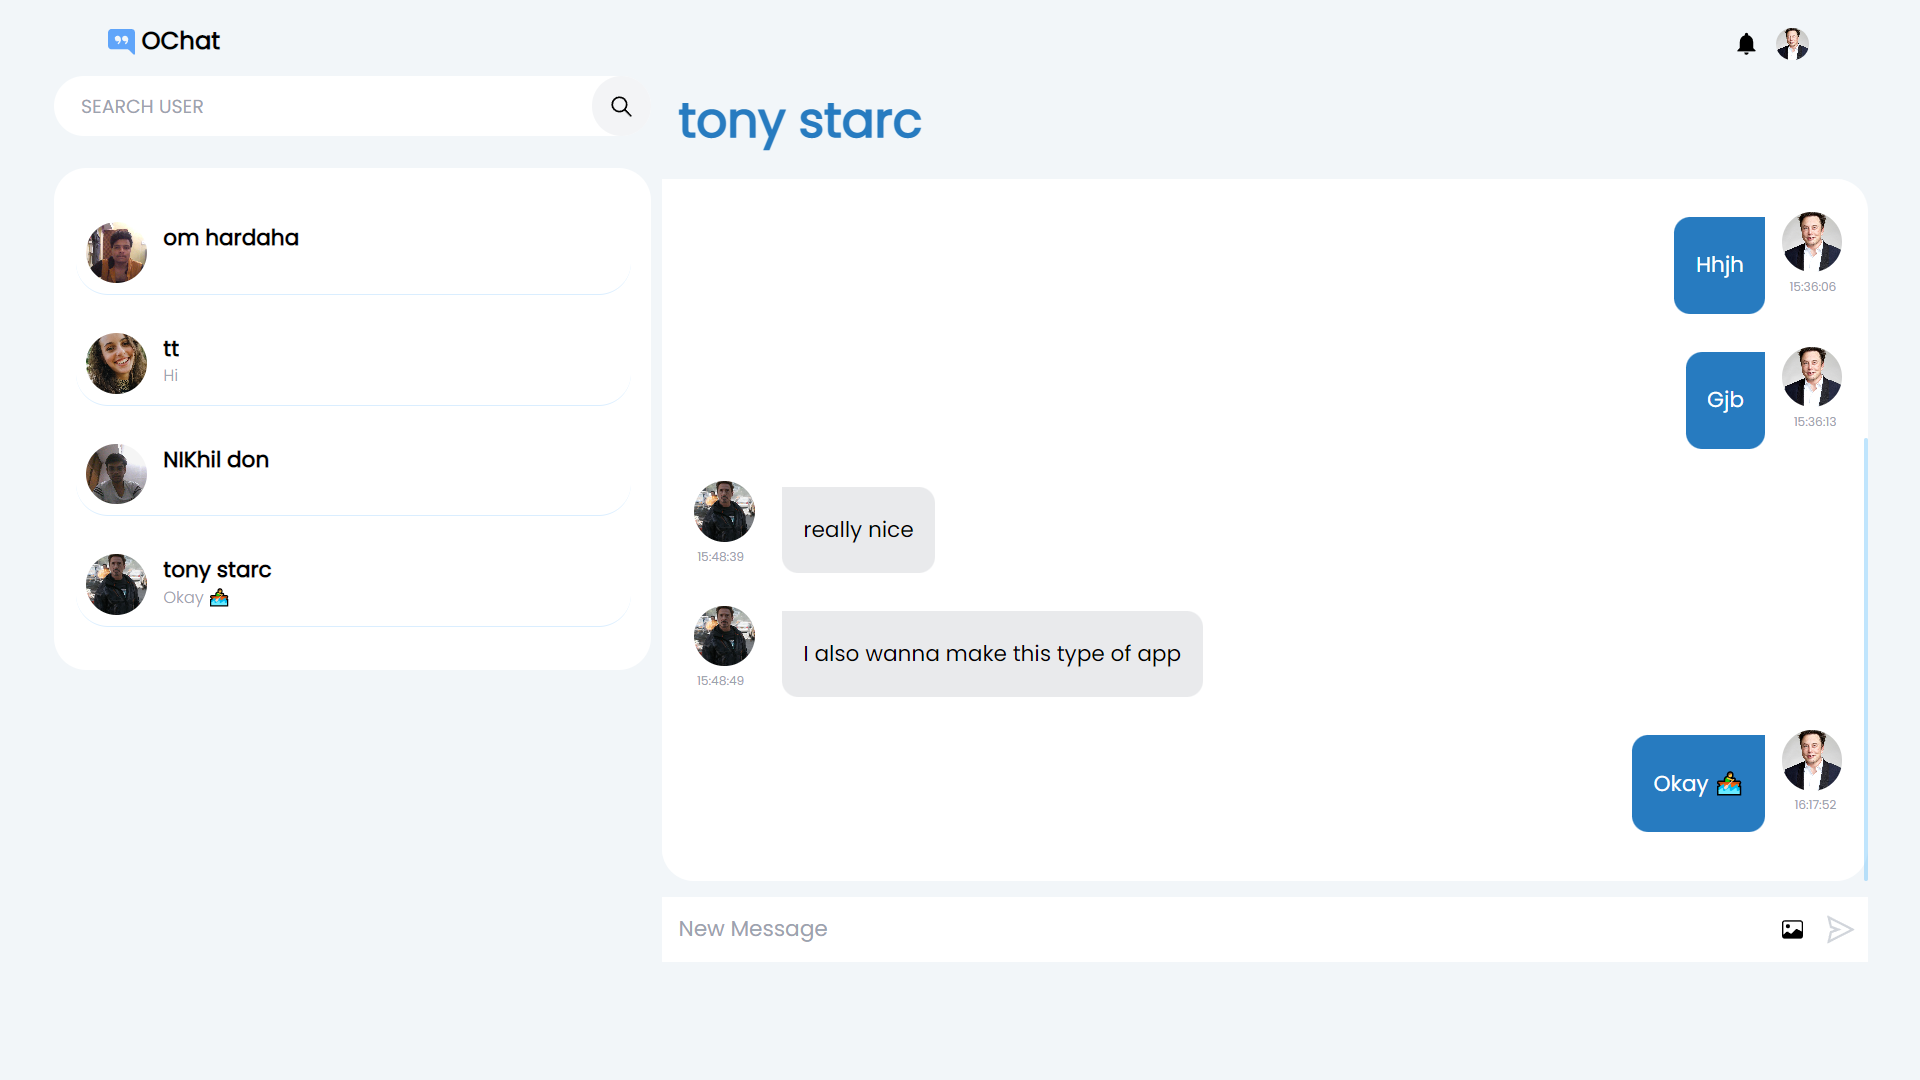 OChat
SEARCH USER
om hardaha
tt
Hi
NIKhil don
tony starc
Okay 🚣
tony starc
Hhjh
15:36:06
Gjb
15:36:13
really nice
15:48:39
I also wanna make this type of app
15:48:49
Okay 🚣
16:17:52
New Message